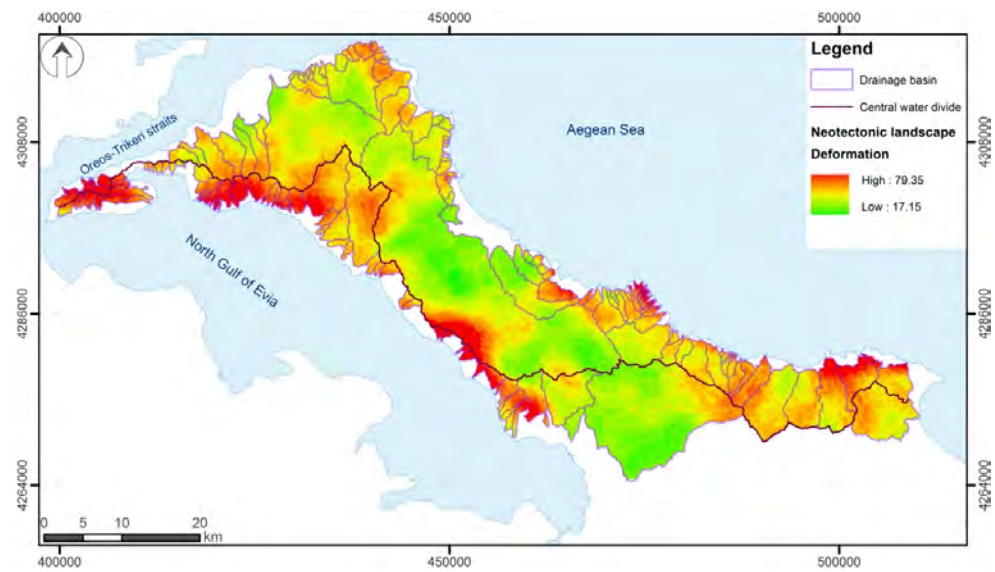 400000
450000
500000
Legend
Drainage basin
Central water divide
Neotectonic landscape
Deformation
High : 79.35
Low : 17.15
Aegean Sea
Oreos-Trikeri straits
North Gulf of Evia
4308000
4308000
4286000
4286000
4264000
4264000
0 5 10 20
km
400000
450000
500000